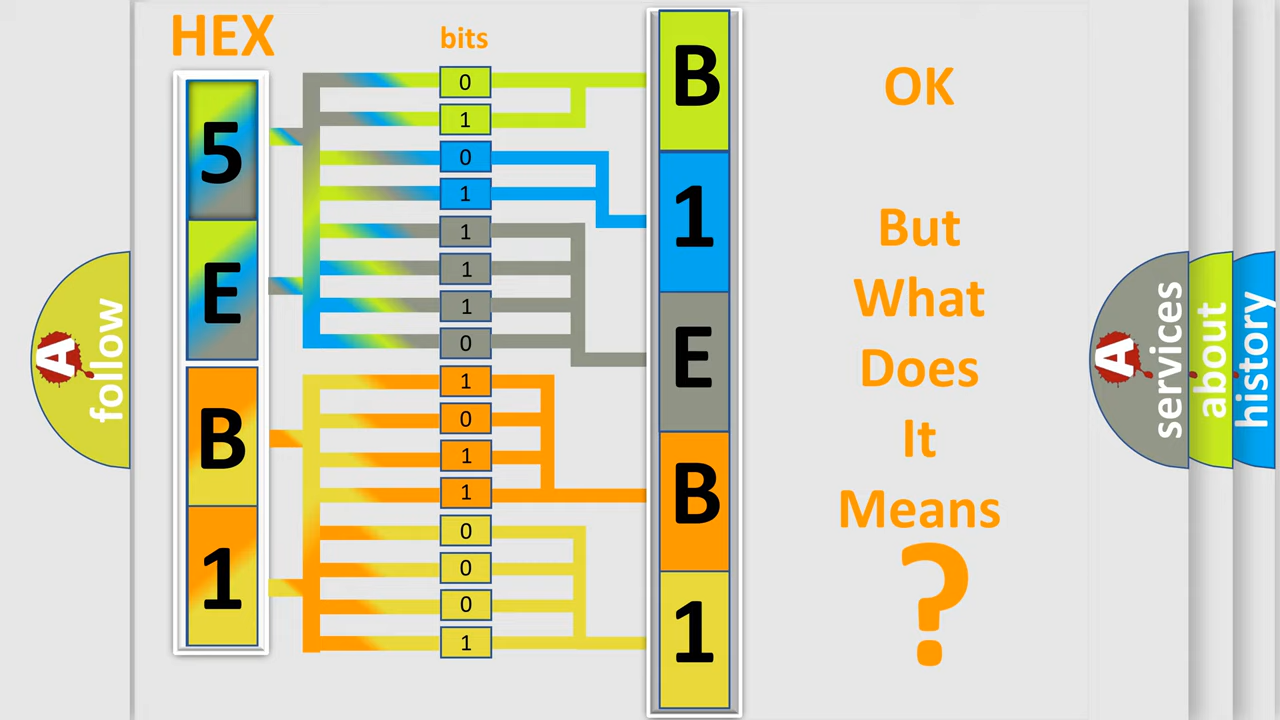 HEX
bits
5
E
B
1
0
1
0
1
1
1
1
0
1
0
1
1
0
0
0
1
B
1
E
B
1
OK
But
What
Does
It
Means
?
A
follow
A
services
about
history